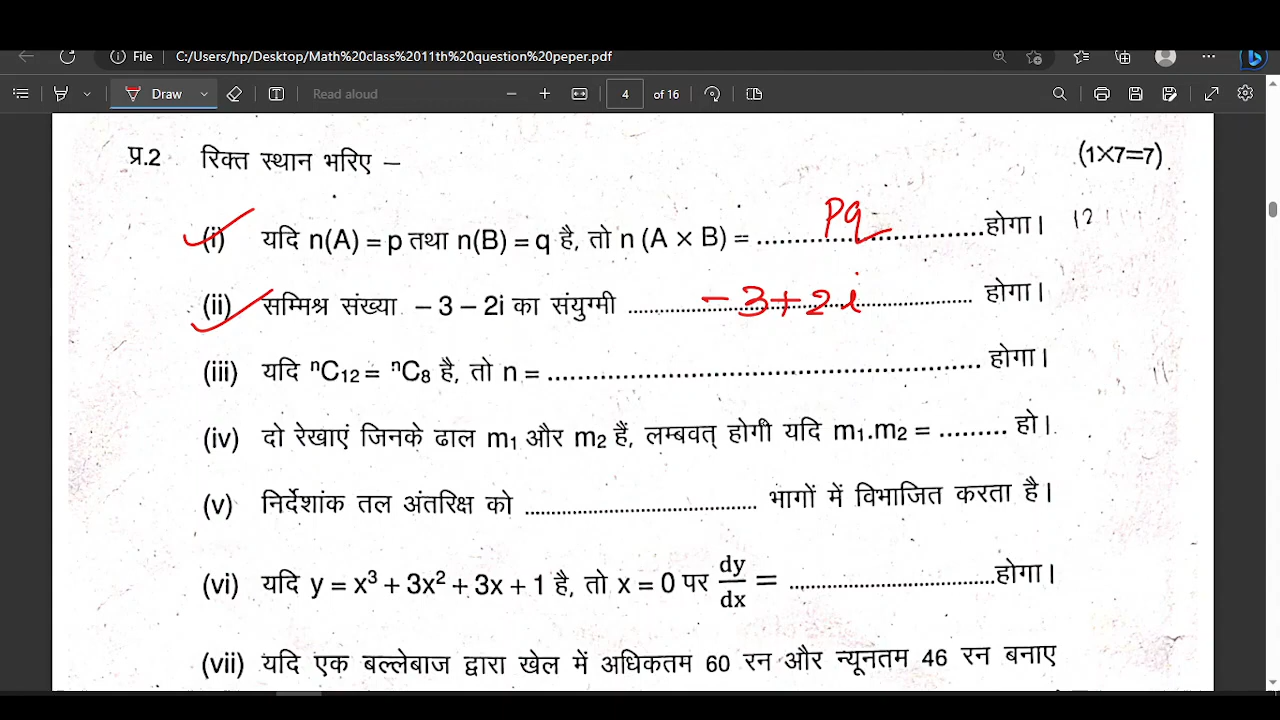 File C:/Users/hp/Desktop/Math%20class%2011th%20question%20peper.pdf
Draw Read aloud 4 of 16
प्र.2 रिक्त स्थान भरिए – (1×7=7)
(i) यदि n(A) = p तथा n(B) = q है, तो n (A × B) = .......pq.......होगा। 12
(ii) सम्मिश्र संख्या – 3 – 2i का संयुग्मी .......-3+2i....... होगा।
(iii) यदि ⁿC₁₂ = ⁿC₈ है, तो n = .............................. होगा।
(iv) दो रेखाएं जिनके ढाल m₁ और m₂ हैं, लम्बवत् होगी यदि m₁.m₂ = ......... हो।
(v) निर्देशांक तल अंतरिक्ष को .............................. भागों में विभाजित करता है।
(vi) यदि y = x³ + 3x² + 3x + 1 है, तो x = 0 पर dy/dx = ..............................होगा।
(vii) यदि एक बल्लेबाज द्वारा खेल में अधिकतम 60 रन और न्यूनतम 46 रन बनाए